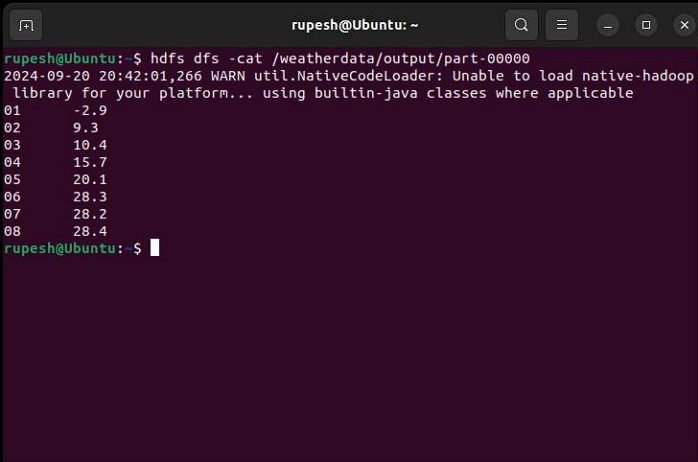 rupesh@Ubuntu: ~
rupesh@Ubuntu:~$ hdfs dfs -cat /weatherdata/output/part-00000
2024-09-20 20:42:01,266 WARN util.NativeCodeLoader: Unable to load native-hadoop
 library for your platform... using builtin-java classes where applicable
01	-2.9
02	9.3
03	10.4
04	15.7
05	20.1
06	28.3
07	28.2
08	28.4
rupesh@Ubuntu:~$